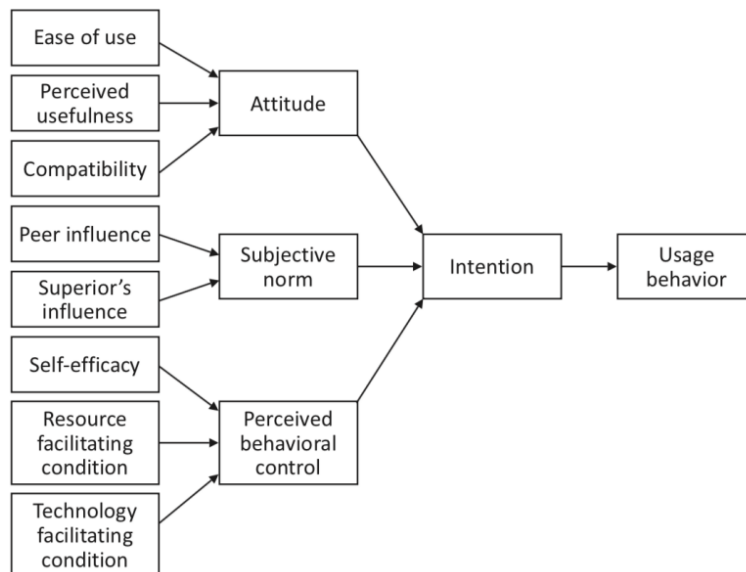 Ease of use
Perceived
usefulness
Compatibility
Peer influence
Superior's
influence
Self-efficacy
Resource
facilitating
condition
Technology
facilitating
condition
Attitude
Subjective
norm
Perceived
behavioral
control
Intention
Usage
behavior